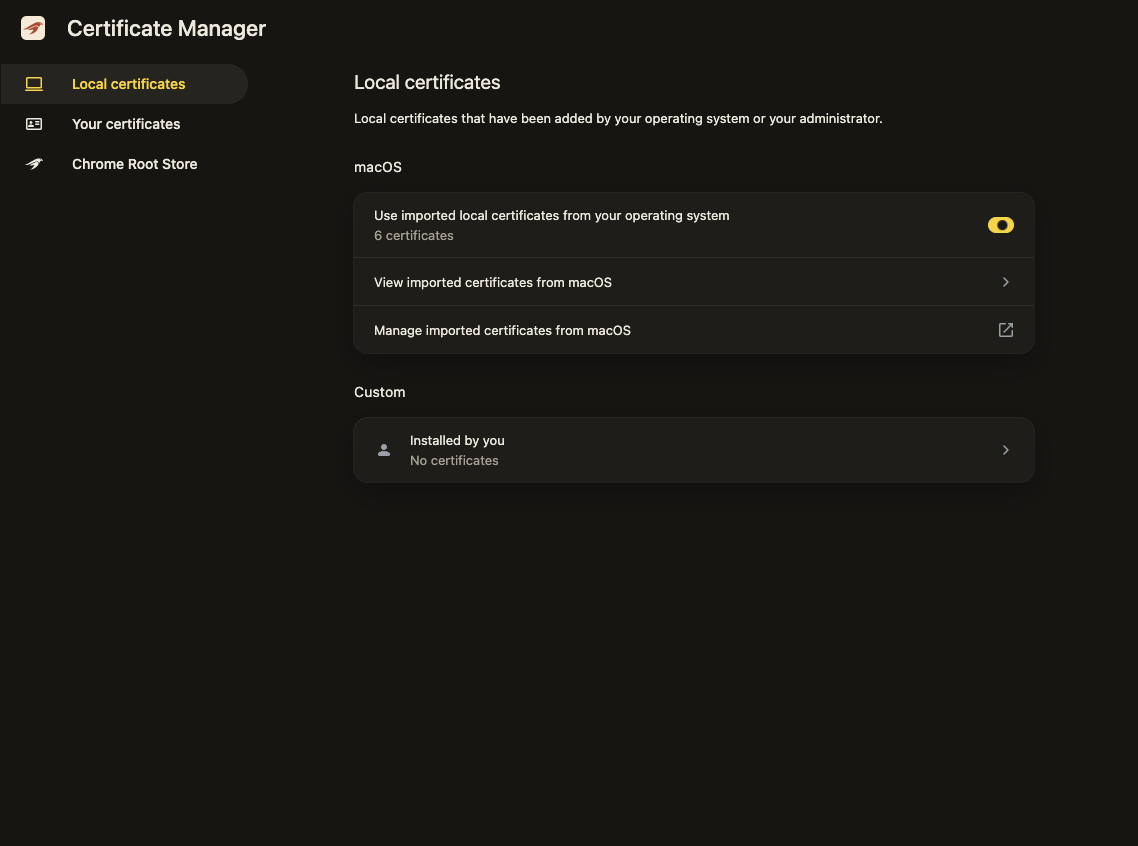 Certificate Manager
Local certificates
Your certificates
Chrome Root Store
Local certificates
Local certificates that have been added by your operating system or your administrator.
macOS
Use imported local certificates from your operating system
6 certificates
View imported certificates from macOS
Manage imported certificates from macOS
Custom
Installed by you
No certificates